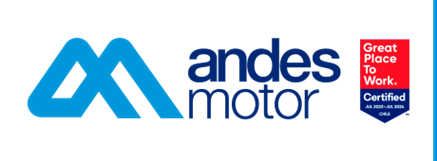 andes
motor
Great
Place
To
Work®
Certified
JUL 2023–JUL 2024
CHILE